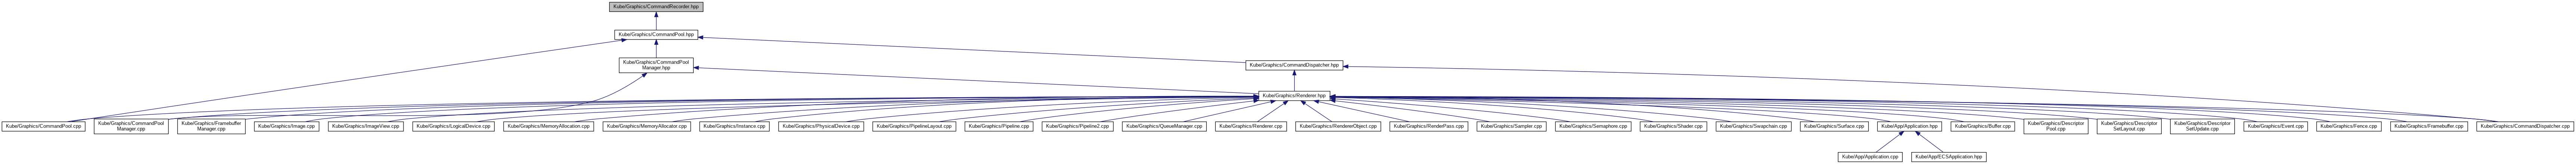 Kube/Graphics/CommandRecorder.hpp
Kube/Graphics/CommandPool.hpp
Kube/Graphics/CommandPool
Manager.hpp
Kube/Graphics/CommandDispatcher.hpp
Kube/Graphics/Renderer.hpp
Kube/Graphics/CommandPool.cpp
Kube/Graphics/CommandPool
Manager.cpp
Kube/Graphics/Framebuffer
Manager.cpp
Kube/Graphics/Image.cpp
Kube/Graphics/ImageView.cpp
Kube/Graphics/LogicalDevice.cpp
Kube/Graphics/MemoryAllocation.cpp
Kube/Graphics/MemoryAllocator.cpp
Kube/Graphics/Instance.cpp
Kube/Graphics/PhysicalDevice.cpp
Kube/Graphics/PipelineLayout.cpp
Kube/Graphics/Pipeline.cpp
Kube/Graphics/Pipeline2.cpp
Kube/Graphics/QueueManager.cpp
Kube/Graphics/Renderer.cpp
Kube/Graphics/RendererObject.cpp
Kube/Graphics/RenderPass.cpp
Kube/Graphics/Sampler.cpp
Kube/Graphics/Semaphore.cpp
Kube/Graphics/Shader.cpp
Kube/Graphics/Swapchain.cpp
Kube/Graphics/Surface.cpp
Kube/App/Application.hpp
Kube/Graphics/Buffer.cpp
Kube/Graphics/Descriptor
Pool.cpp
Kube/Graphics/Descriptor
SetLayout.cpp
Kube/Graphics/Descriptor
SetUpdate.cpp
Kube/Graphics/Event.cpp
Kube/Graphics/Fence.cpp
Kube/Graphics/Framebuffer.cpp
Kube/Graphics/CommandDispatcher.cpp
Kube/App/Application.cpp
Kube/App/ECSApplication.hpp